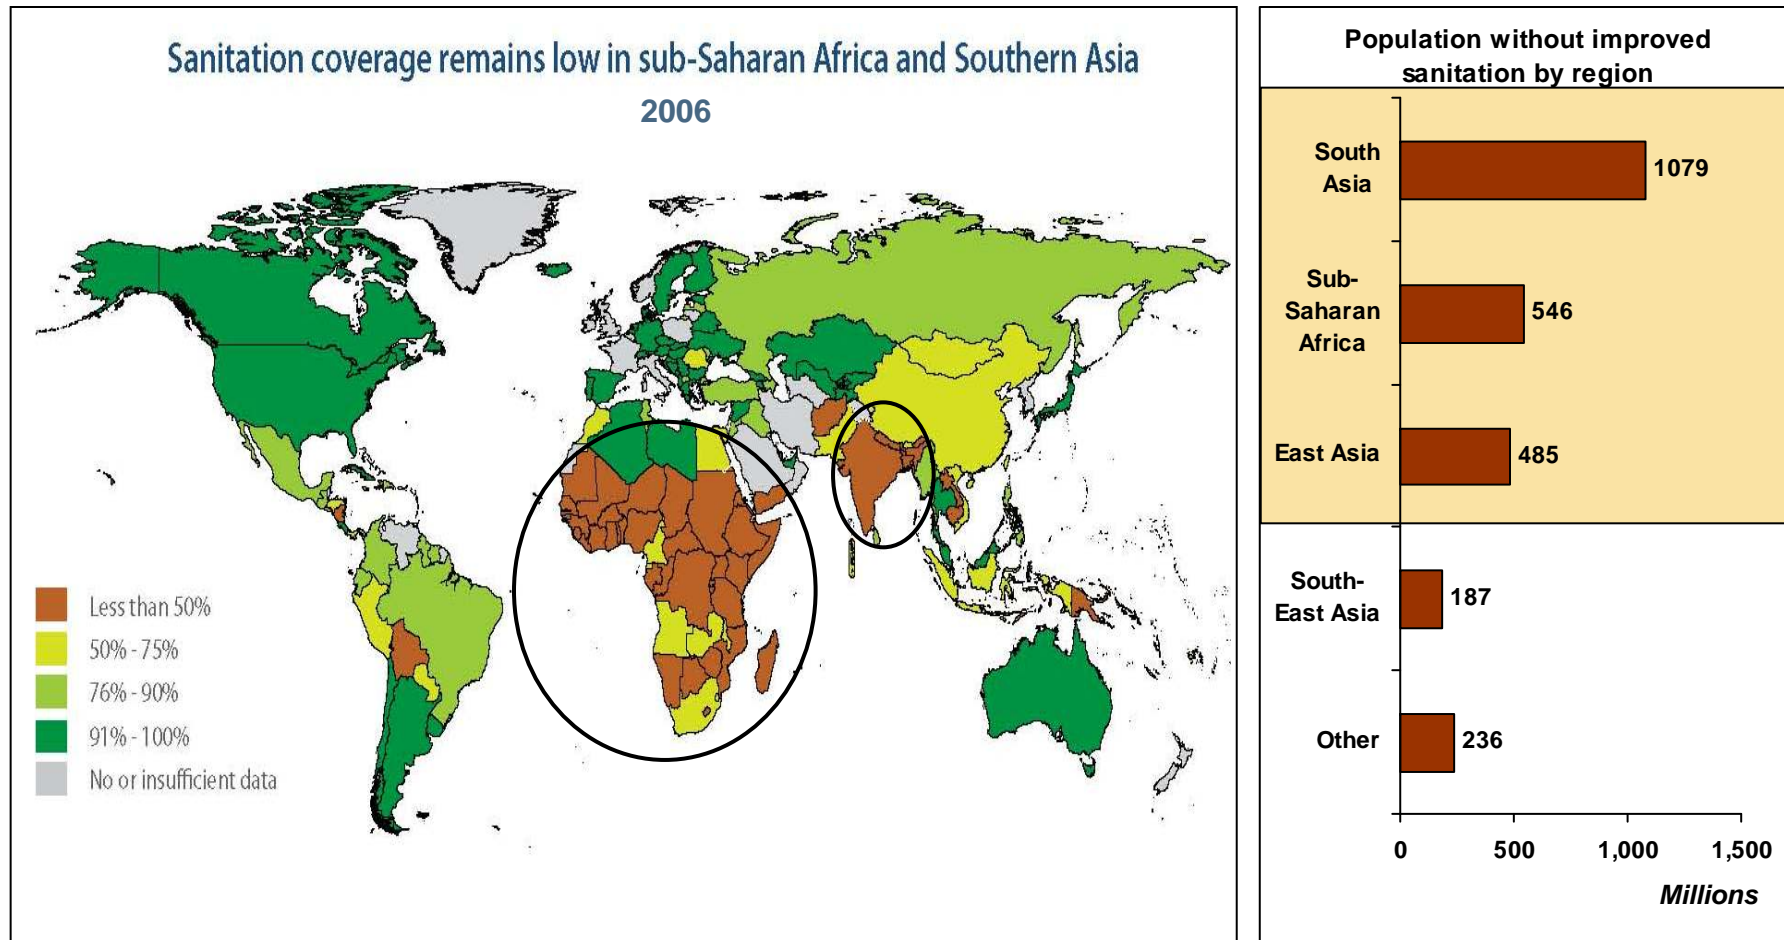 Sanitation coverage remains low in sub-Saharan Africa and Southern Asia
2006
Less than 50%
50% - 75%
76% - 90%
91% - 100%
No or insufficient data
Population without improved
sanitation by region
South
Asia
1079
Sub-
Saharan
Africa
546
East Asia
485
South-
East Asia
187
Other
236
0
500
1,000
1,500
Millions